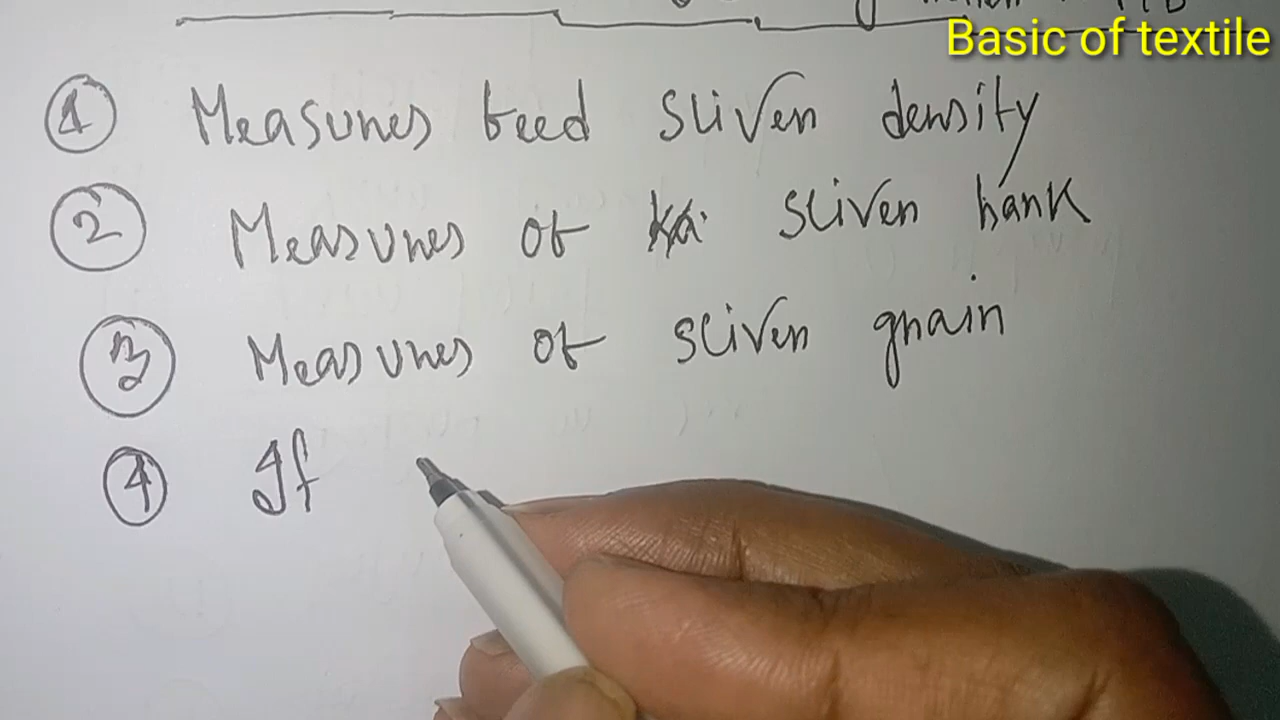 Basic of textile
① Measures feed sliver density
② Measures of sliver hank
③ Measures of sliver grain
④ If